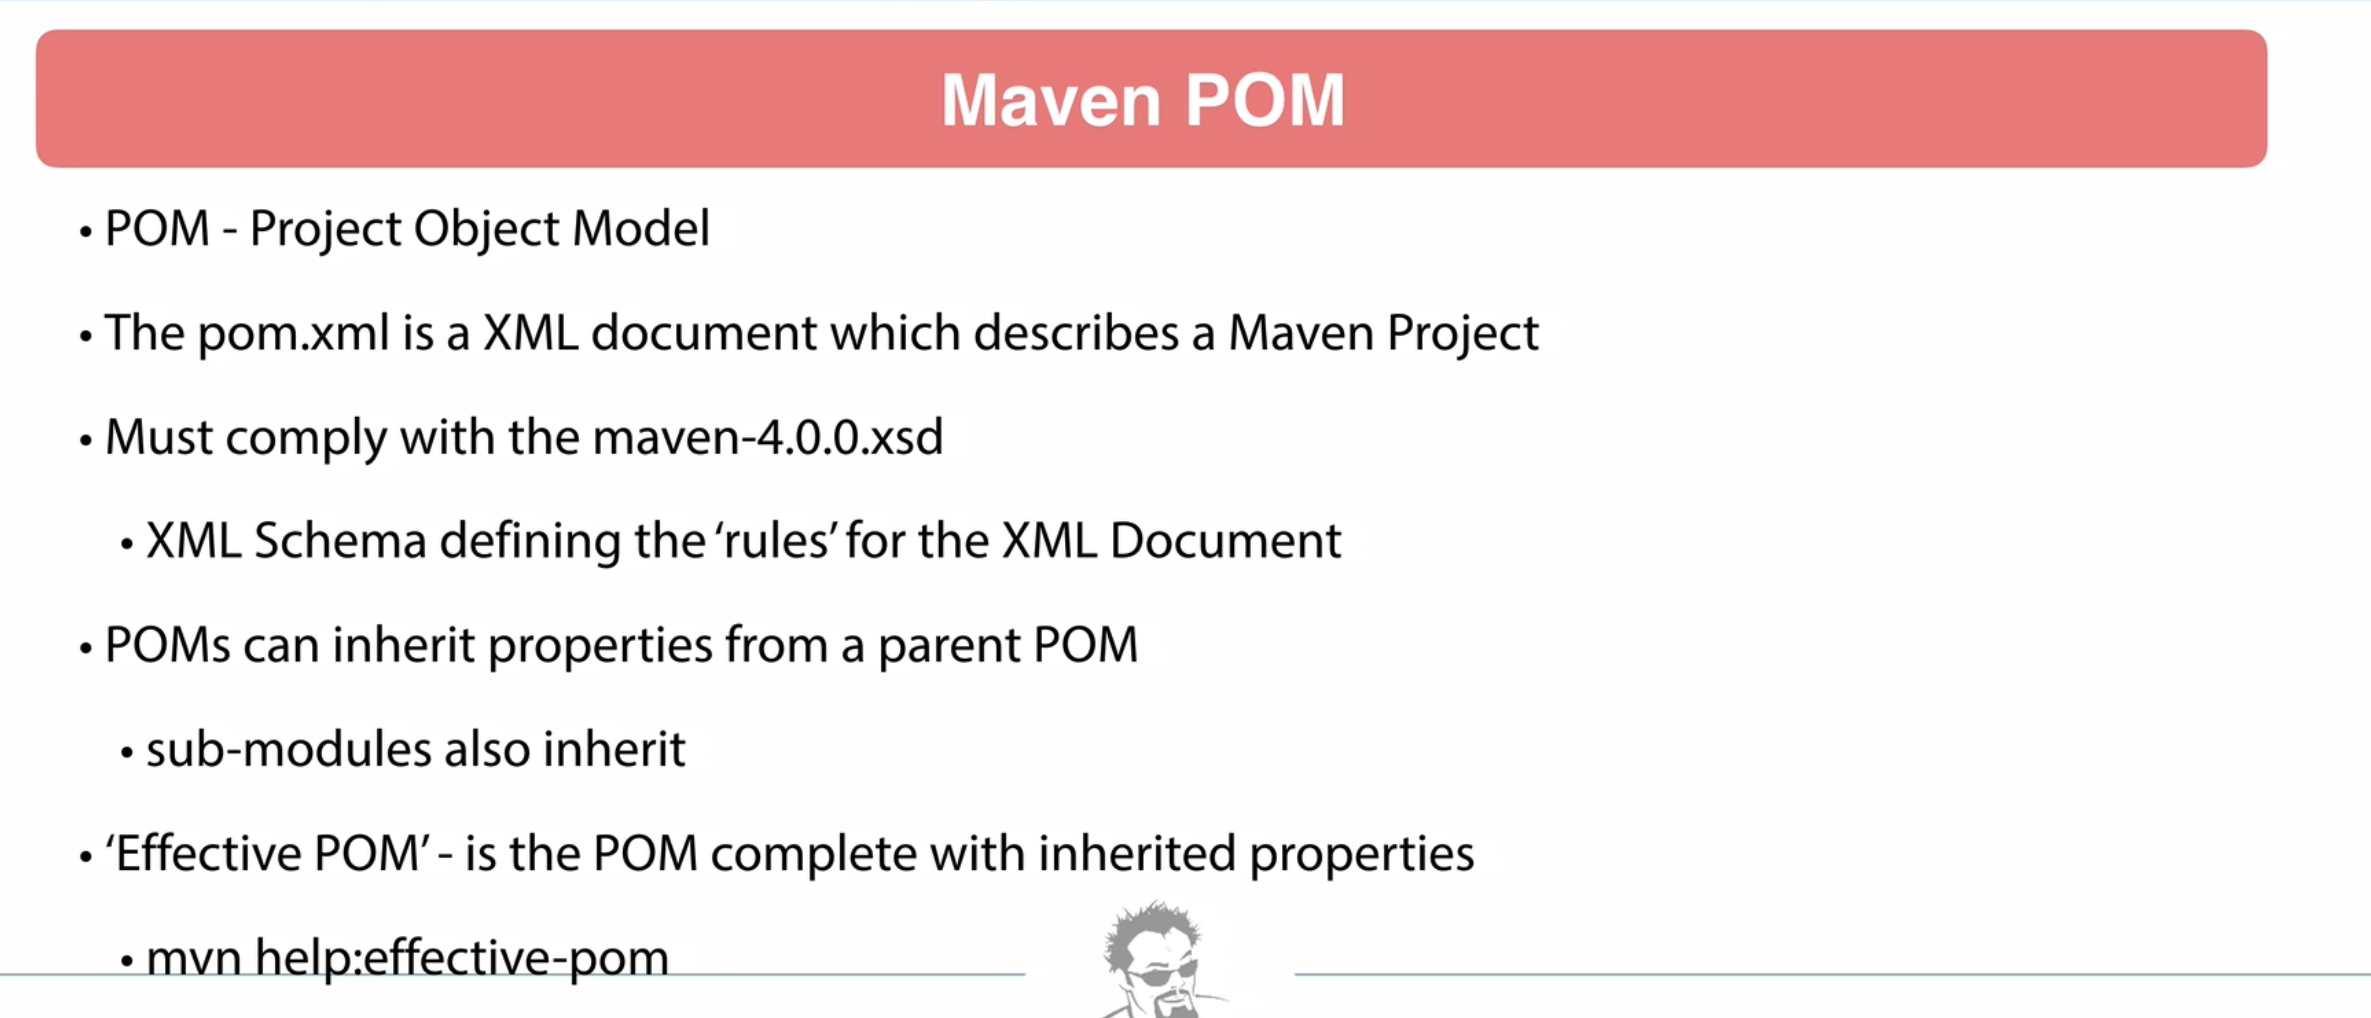 Maven POM
• POM - Project Object Model
• The pom.xml is a XML document which describes a Maven Project
• Must comply with the maven-4.0.0.xsd
• XML Schema defining the ‘rules’ for the XML Document
• POMs can inherit properties from a parent POM
• sub-modules also inherit
• ‘Effective POM’ - is the POM complete with inherited properties
• mvn help:effective-pom